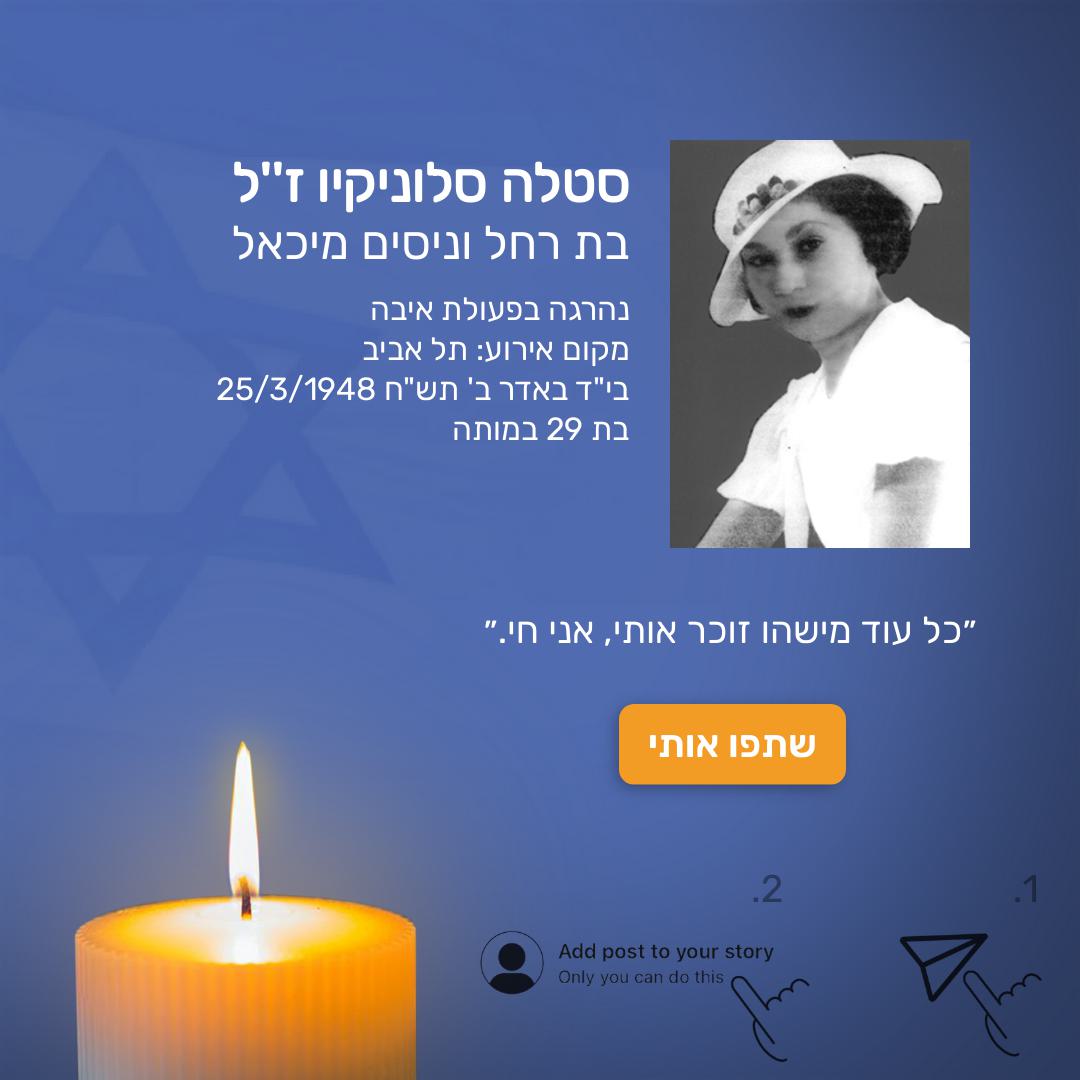 סטלה סלוניקיו ז"ל
בת רחל וניסים מיכאל
נהרגה בפעולת איבה
מקום אירוע: תל אביב
בי"ד באדר ב' תש"ח 25/3/1948
בת 29 במותה
״כל עוד מישהו זוכר אותי, אני חי.״
שתפו אותי
1.
2.
Add post to your story
Only you can do this